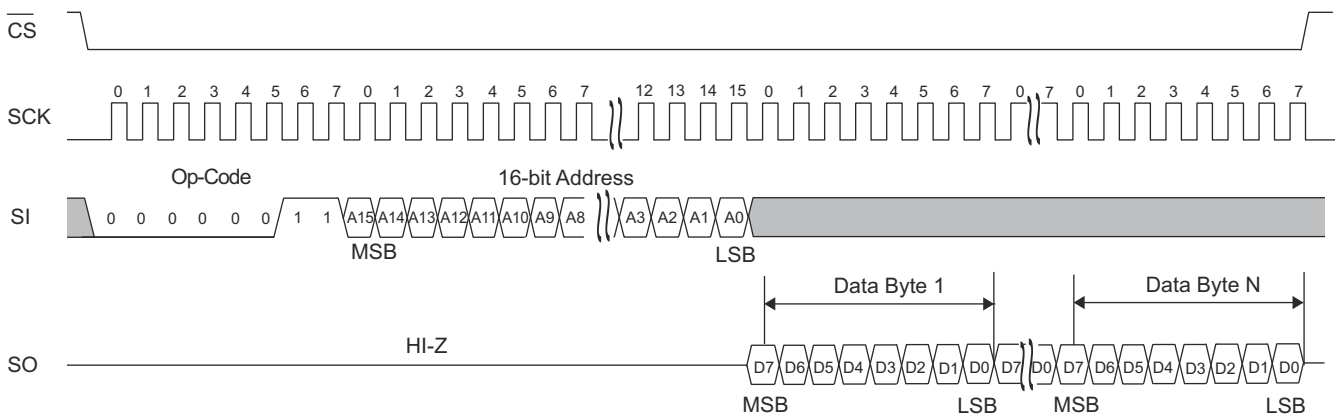 CS
0 1 2 3 4 5 6 7 0 1 2 3 4 5 6 7 12 13 14 15 0 1 2 3 4 5 6 7 0 7 0 1 2 3 4 5 6 7
SCK
Op-Code 16-bit Address
SI 0 0 0 0 0 0 1 1 A15 A14 A13 A12 A11 A10 A9 A8 A3 A2 A1 A0
MSB LSB
Data Byte 1 Data Byte N
HI-Z
SO D7 D6 D5 D4 D3 D2 D1 D0 D7 D0 D7 D6 D5 D4 D3 D2 D1 D0
MSB LSB MSB LSB